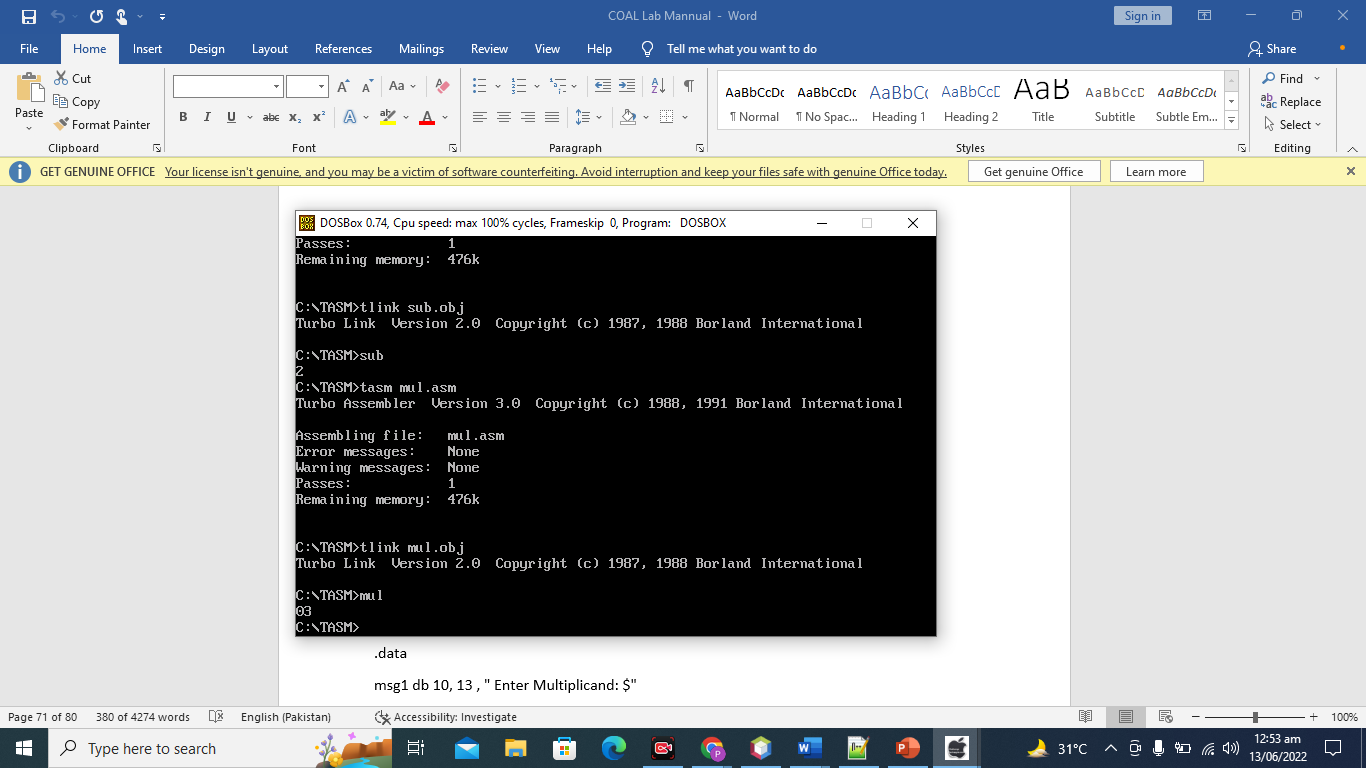 COAL Lab Mannual - Word
Sign in
File Home Insert Design Layout References Mailings Review View Help Tell me what you want to do Share
Paste
Cut
Copy
Format Painter
Clipboard
Aa
B I U abc x₂ x² A ab A
Font
Paragraph
AaBbCcDc AaBbCcDc AaBbCc AaBbCcD AaB AaBbCcD AaBbCcDc
¶ Normal ¶ No Spac... Heading 1 Heading 2 Title Subtitle Subtle Em...
Styles
Find
Replace
Select
Editing
GET GENUINE OFFICE Your license isn't genuine, and you may be a victim of software counterfeiting. Avoid interruption and keep your files safe with genuine Office today. Get genuine Office Learn more
DOSBox 0.74, Cpu speed: max 100% cycles, Frameskip 0, Program: DOSBOX
Passes: 1
Remaining memory: 476k
C:\TASM>tlink sub.obj
Turbo Link Version 2.0 Copyright (c) 1987, 1988 Borland International
C:\TASM>sub
2
C:\TASM>tasm mul.asm
Turbo Assembler Version 3.0 Copyright (c) 1988, 1991 Borland International
Assembling file: mul.asm
Error messages: None
Warning messages: None
Passes: 1
Remaining memory: 476k
C:\TASM>tlink mul.obj
Turbo Link Version 2.0 Copyright (c) 1987, 1988 Borland International
C:\TASM>mul
03
C:\TASM>
.data
msg1 db 10, 13 , " Enter Multiplicand: $"
Page 71 of 80 380 of 4274 words English (Pakistan) Accessibility: Investigate 100%
Type here to search
31°C
12:53 am
13/06/2022